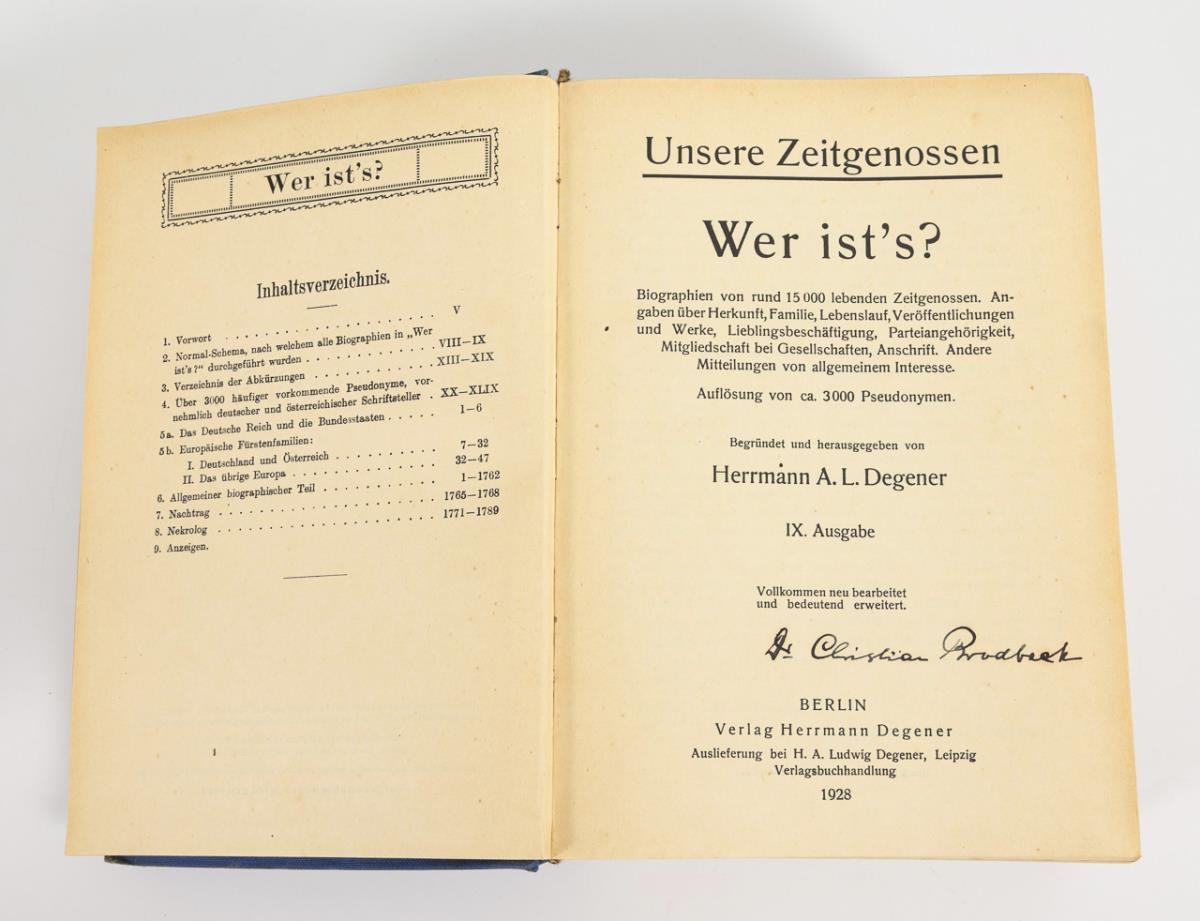 Wer ist's?
Inhaltsverzeichnis.
1. Vorwort . . . . . . . . . . . . . . . . . V
2. Normal-Schema, nach welchem alle Biographien in „Wer
ist's?" durchgeführt wurden . . . . . . . . . . VIII—IX
3. Verzeichnis der Abkürzungen . . . . . . . . . . XIII—XIX
4. Über 3000 häufiger vorkommende Pseudonyme, vor-
nehmlich deutscher und österreichischer Schriftsteller . XX—XLIX
5a. Das Deutsche Reich und die Bundesstaaten . . . . . 1—6
5b. Europäische Fürstenfamilien:
I. Deutschland und Österreich . . . . . . . . . . 7—32
II. Das übrige Europa . . . . . . . . . . . . 32—47
6. Allgemeiner biographischer Teil . . . . . . . . . . 1—1762
7. Nachtrag . . . . . . . . . . . . . . . . . 1765—1768
8. Nekrolog . . . . . . . . . . . . . . . . . 1771—1789
9. Anzeigen.
Unsere Zeitgenossen
Wer ist's?
Biographien von rund 15 000 lebenden Zeitgenossen. An-
gaben über Herkunft, Familie, Lebenslauf, Veröffentlichungen
und Werke, Lieblingsbeschäftigung, Parteiangehörigkeit,
Mitgliedschaft bei Gesellschaften, Anschrift. Andere
Mitteilungen von allgemeinem Interesse.
Auflösung von ca. 3000 Pseudonymen.
Begründet und herausgegeben von
Herrmann A. L. Degener
IX. Ausgabe
Vollkommen neu bearbeitet
und bedeutend erweitert.
Dr Christian Brodbeck
BERLIN
Verlag Herrmann Degener
Auslieferung bei H. A. Ludwig Degener, Leipzig
Verlagsbuchhandlung
1928